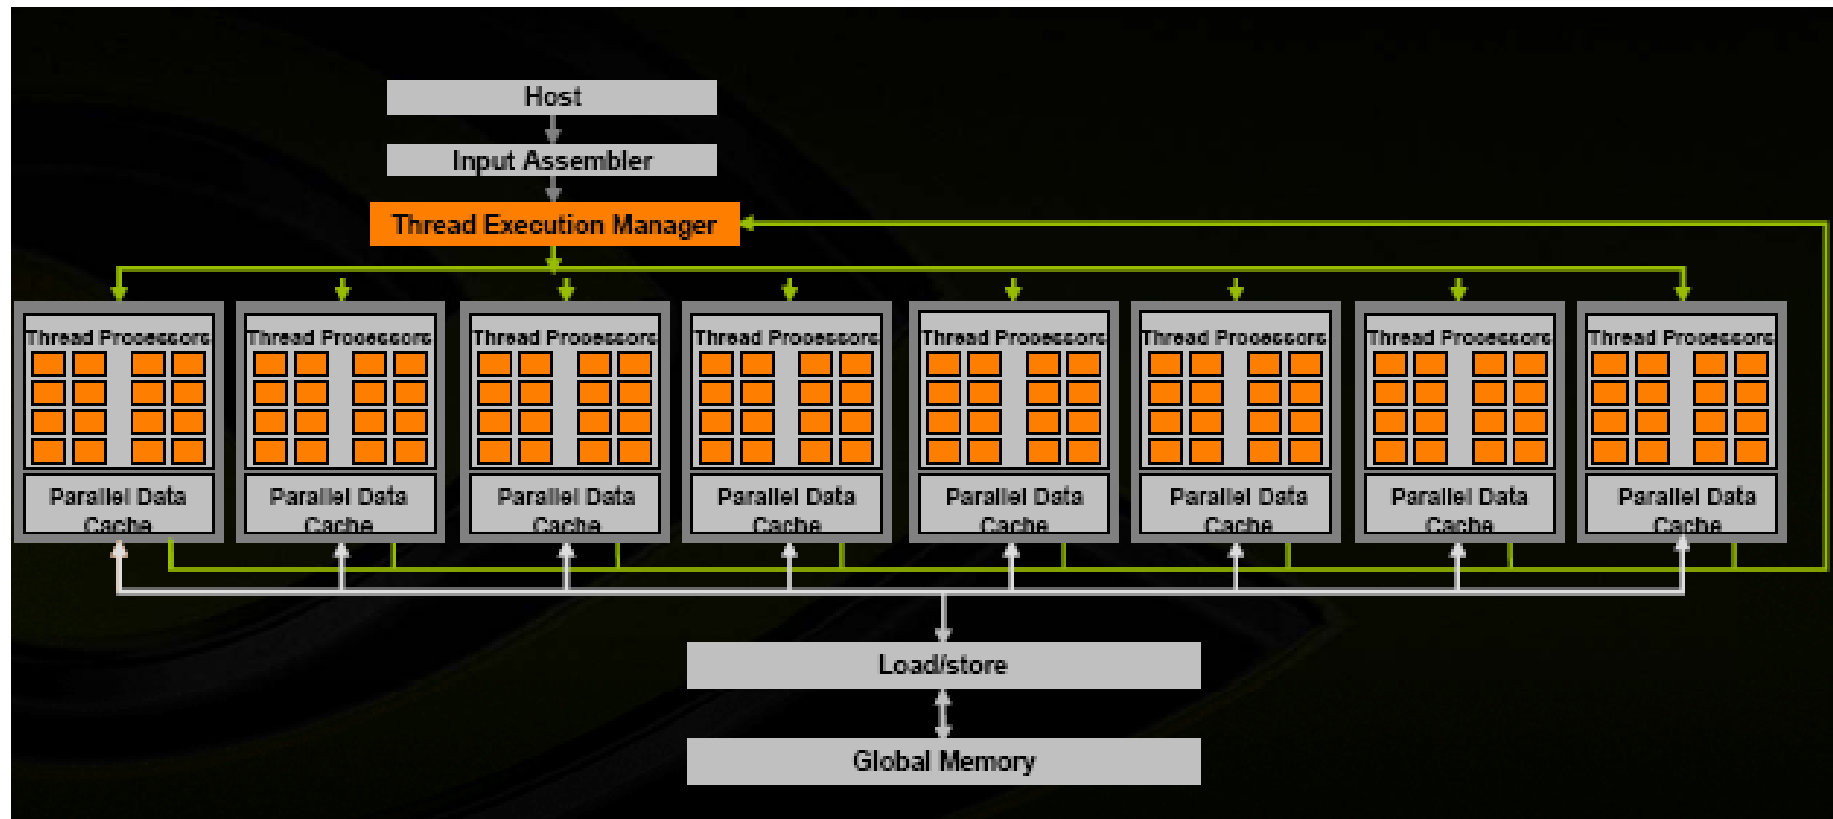 Host
Input Assembler
Thread Execution Manager
Thread Processors
Thread Processors
Thread Processors
Thread Processors
Thread Processors
Thread Processors
Thread Processors
Thread Processors
Parallel Data
Cache
Parallel Data
Cache
Parallel Data
Cache
Parallel Data
Cache
Parallel Data
Cache
Parallel Data
Cache
Parallel Data
Cache
Parallel Data
Cache
Load/store
Global Memory